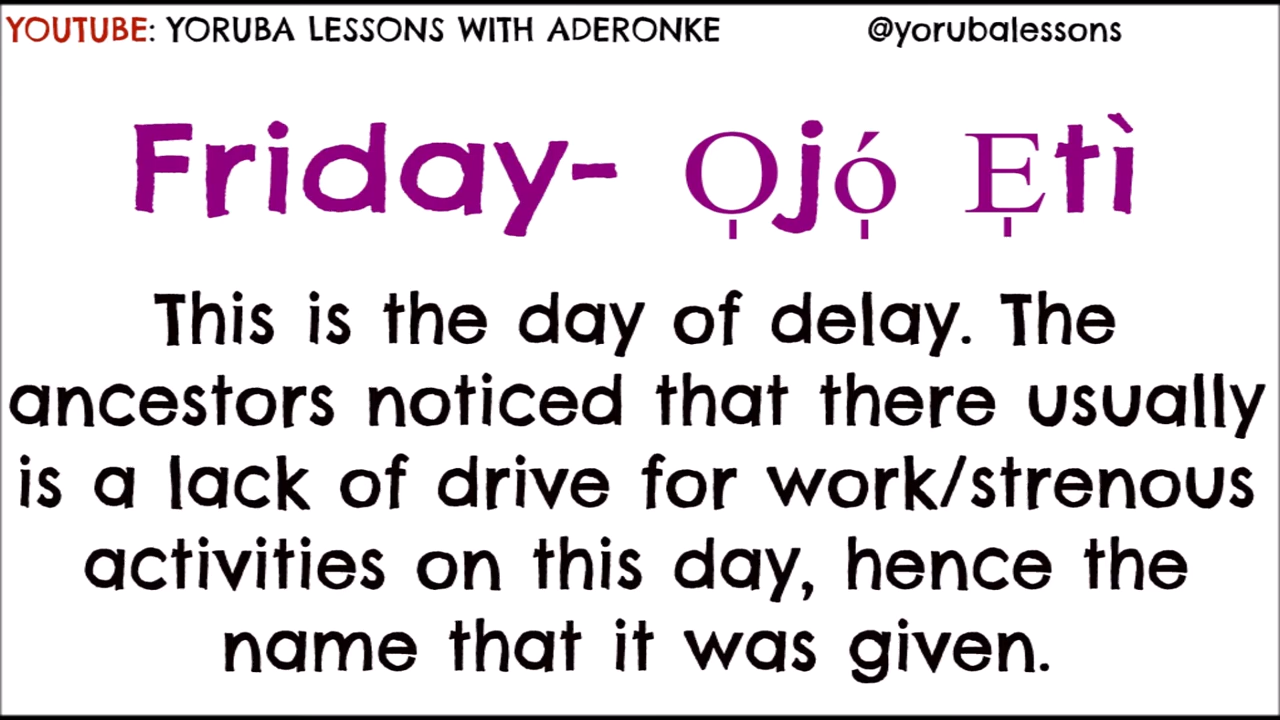 YOUTUBE: YORUBA LESSONS WITH ADERONKE @yorubalessons
Friday- Ọjọ́ Ẹtì
This is the day of delay. The
ancestors noticed that there usually
is a lack of drive for work/strenous
activities on this day, hence the
name that it was given.